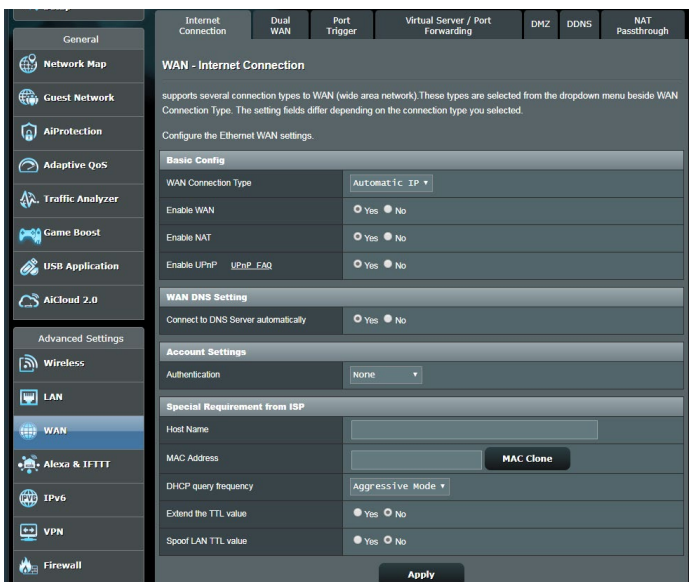 General
Network Map
Guest Network
AiProtection
Adaptive QoS
Traffic Analyzer
Game Boost
USB Application
AiCloud 2.0
Advanced Settings
Wireless
LAN
WAN
Alexa & IFTTT
IPv6
VPN
Firewall
Internet Connection
Dual WAN
Port Trigger
Virtual Server / Port Forwarding
DMZ
DDNS
NAT Passthrough
WAN - Internet Connection
supports several connection types to WAN (wide area network).These types are selected from the dropdown menu beside WAN
Connection Type. The setting fields differ depending on the connection type you selected.
Configure the Ethernet WAN settings.
Basic Config
WAN Connection Type Automatic IP
Enable WAN Yes No
Enable NAT Yes No
Enable UPnP UPnP FAQ Yes No
WAN DNS Setting
Connect to DNS Server automatically Yes No
Account Settings
Authentication None
Special Requirement from ISP
Host Name
MAC Address MAC Clone
DHCP query frequency Aggressive Mode
Extend the TTL value Yes No
Spoof LAN TTL value Yes No
Apply